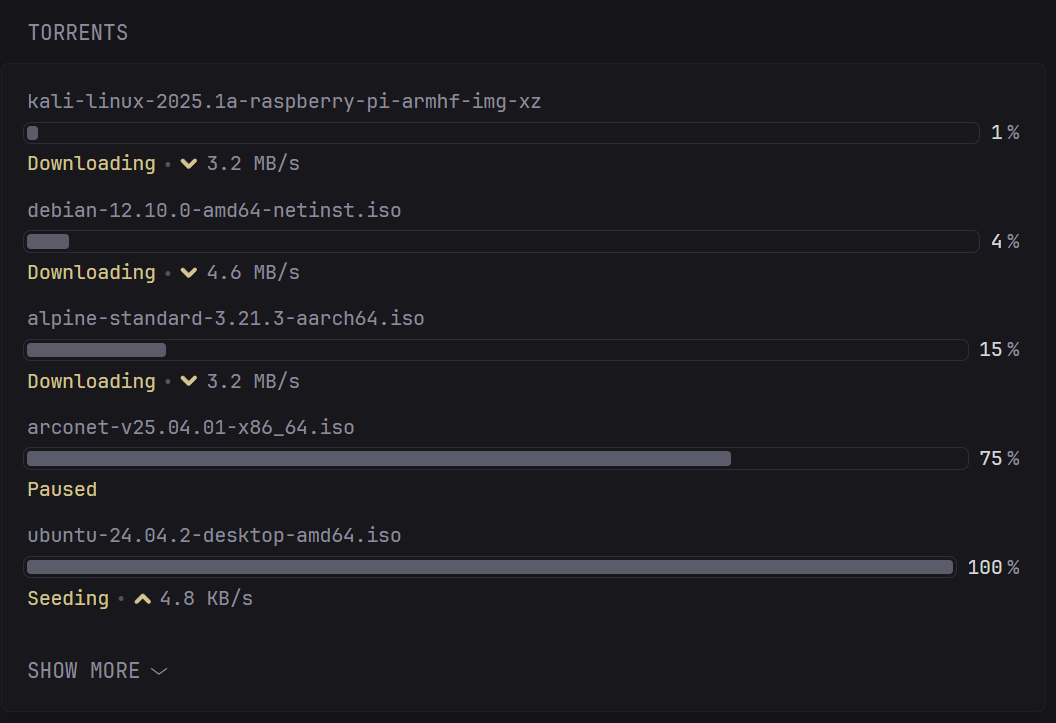 TORRENTS
kali-linux-2025.1a-raspberry-pi-armhf-img-xz
1 %
Downloading • 3.2 MB/s
debian-12.10.0-amd64-netinst.iso
4 %
Downloading • 4.6 MB/s
alpine-standard-3.21.3-aarch64.iso
15 %
Downloading • 3.2 MB/s
arconet-v25.04.01-x86_64.iso
75 %
Paused
ubuntu-24.04.2-desktop-amd64.iso
100 %
Seeding • 4.8 KB/s
SHOW MORE